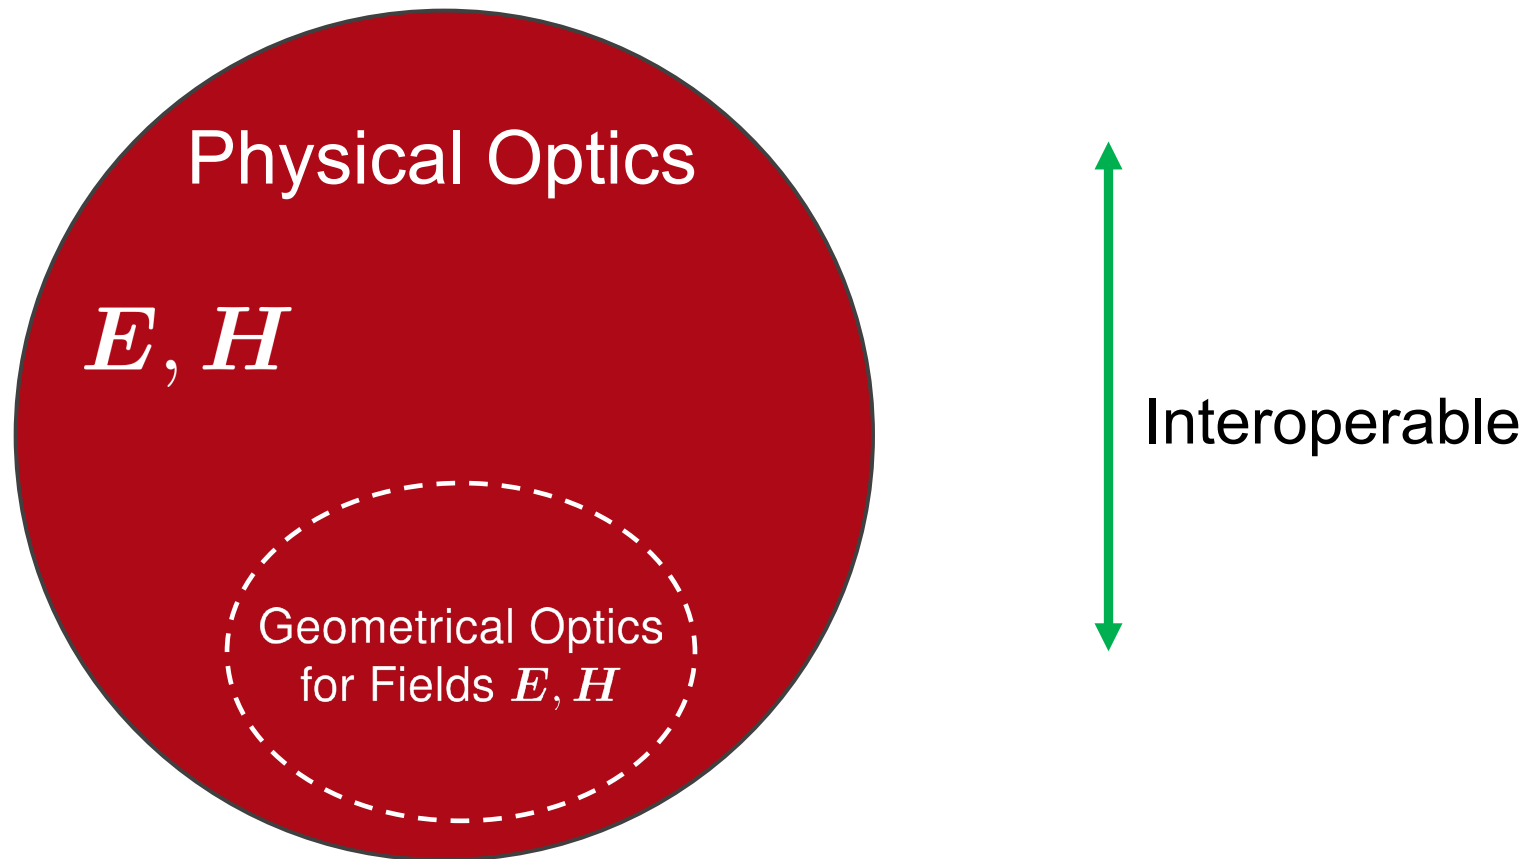 Physical Optics
E, H
Interoperable
Geometrical Optics
for Fields E, H